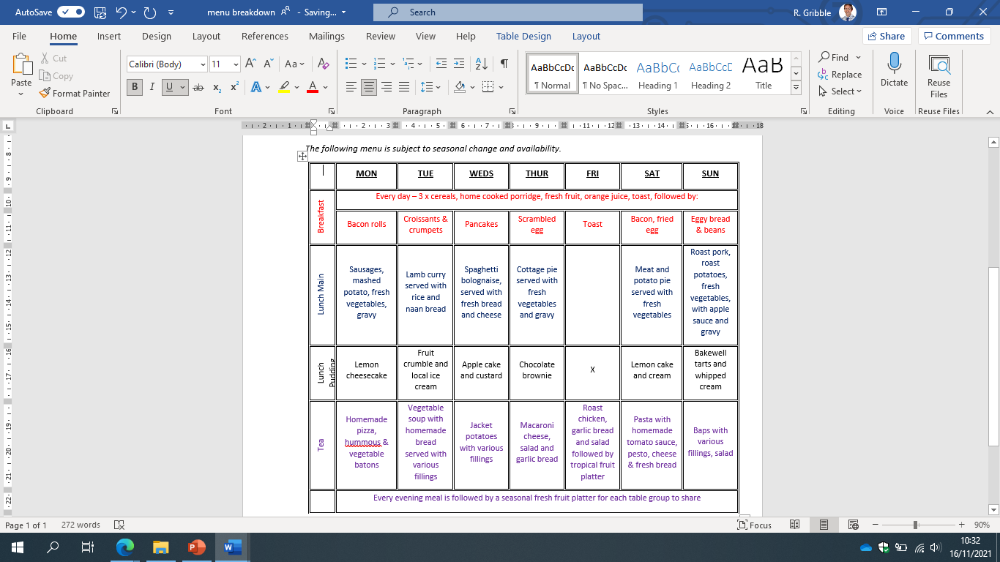 AutoSave On menu breakdown - Saving... Search R. Gribble
File Home Insert Design Layout References Mailings Review View Help Table Design Layout Share Comments
Paste Cut Copy Format Painter
Calibri (Body) 11 Aa A
B I U ab x₂ x² A A
AaBbCcDc AaBbCcDc AaBbCc AaBbCcD AaB
¶ Normal ¶ No Spac... Heading 1 Heading 2 Title
Find Replace Select
Dictate Reuse Files
Clipboard Font Paragraph Styles Editing Voice Reuse Files
The following menu is subject to seasonal change and availability.
MON TUE WEDS THUR FRI SAT SUN
Breakfast
Every day – 3 x cereals, home cooked porridge, fresh fruit, orange juice, toast, followed by:
Bacon rolls
Croissants &
crumpets
Pancakes
Scrambled
egg
Toast
Bacon, fried
egg
Eggy bread
& beans
Lunch Main
Sausages,
mashed
potato, fresh
vegetables,
gravy
Lamb curry
served with
rice and
naan bread
Spaghetti
bolognaise,
served with
fresh bread
and cheese
Cottage pie
served with
fresh
vegetables
and gravy
Meat and
potato pie
served with
fresh
vegetables
Roast pork,
roast
potatoes,
fresh
vegetables,
with apple
sauce and
gravy
Lunch
Pudding
Lemon
cheesecake
Fruit
crumble and
local ice
cream
Apple cake
and custard
Chocolate
brownie
X
Lemon cake
and cream
Bakewell
tarts and
whipped
cream
Tea
Homemade
pizza,
hummous &
vegetable
batons
Vegetable
soup with
homemade
bread
served with
various
fillings
Jacket
potatoes
with various
fillings
Macaroni
cheese,
salad and
garlic bread
Roast
chicken,
garlic bread
and salad
followed by
tropical fruit
platter
Pasta with
homemade
tomato sauce,
pesto, cheese
& fresh bread
Baps with
various
fillings, salad
Every evening meal is followed by a seasonal fresh fruit platter for each table group to share
Page 1 of 1 272 words Focus 90%
10:32
16/11/2021